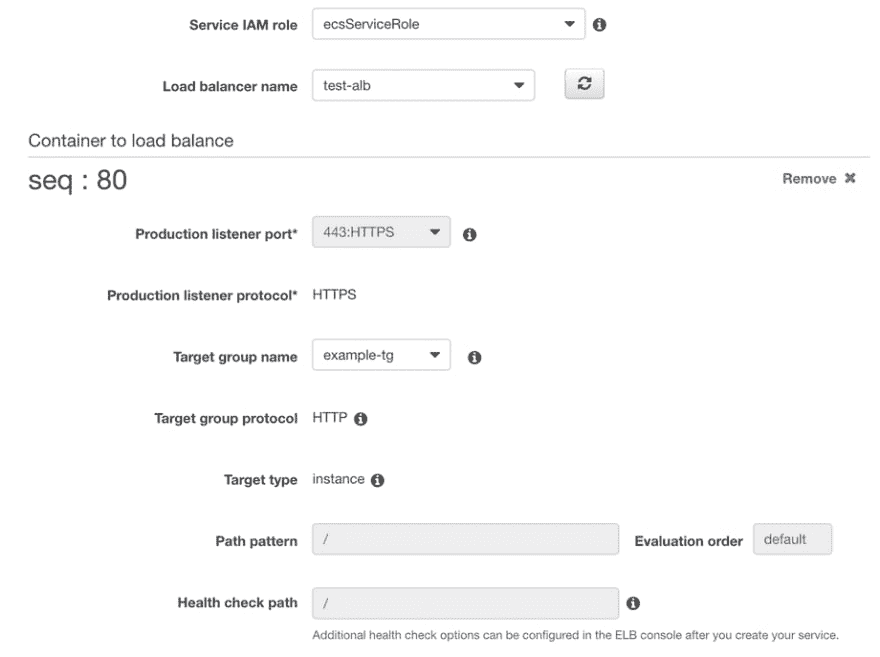 Service IAM role ecsServiceRole
Load balancer name test-alb
Container to load balance
seq : 80 Remove ✖
Production listener port* 443:HTTPS
Production listener protocol* HTTPS
Target group name example-tg
Target group protocol HTTP
Target type instance
Path pattern / Evaluation order default
Health check path /
Additional health check options can be configured in the ELB console after you create your service.